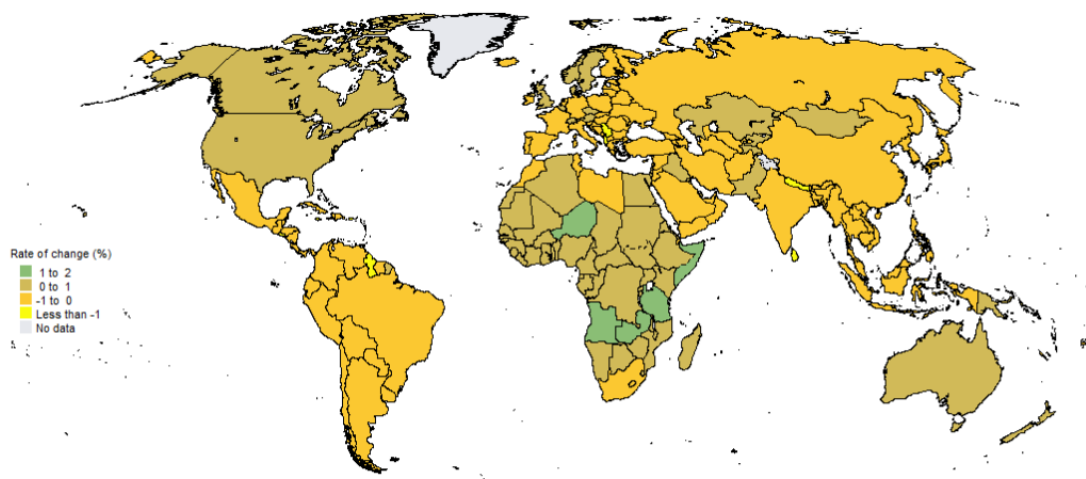 Rate of change (%)
1 to 2
0 to 1
-1 to 0
Less than -1
No data